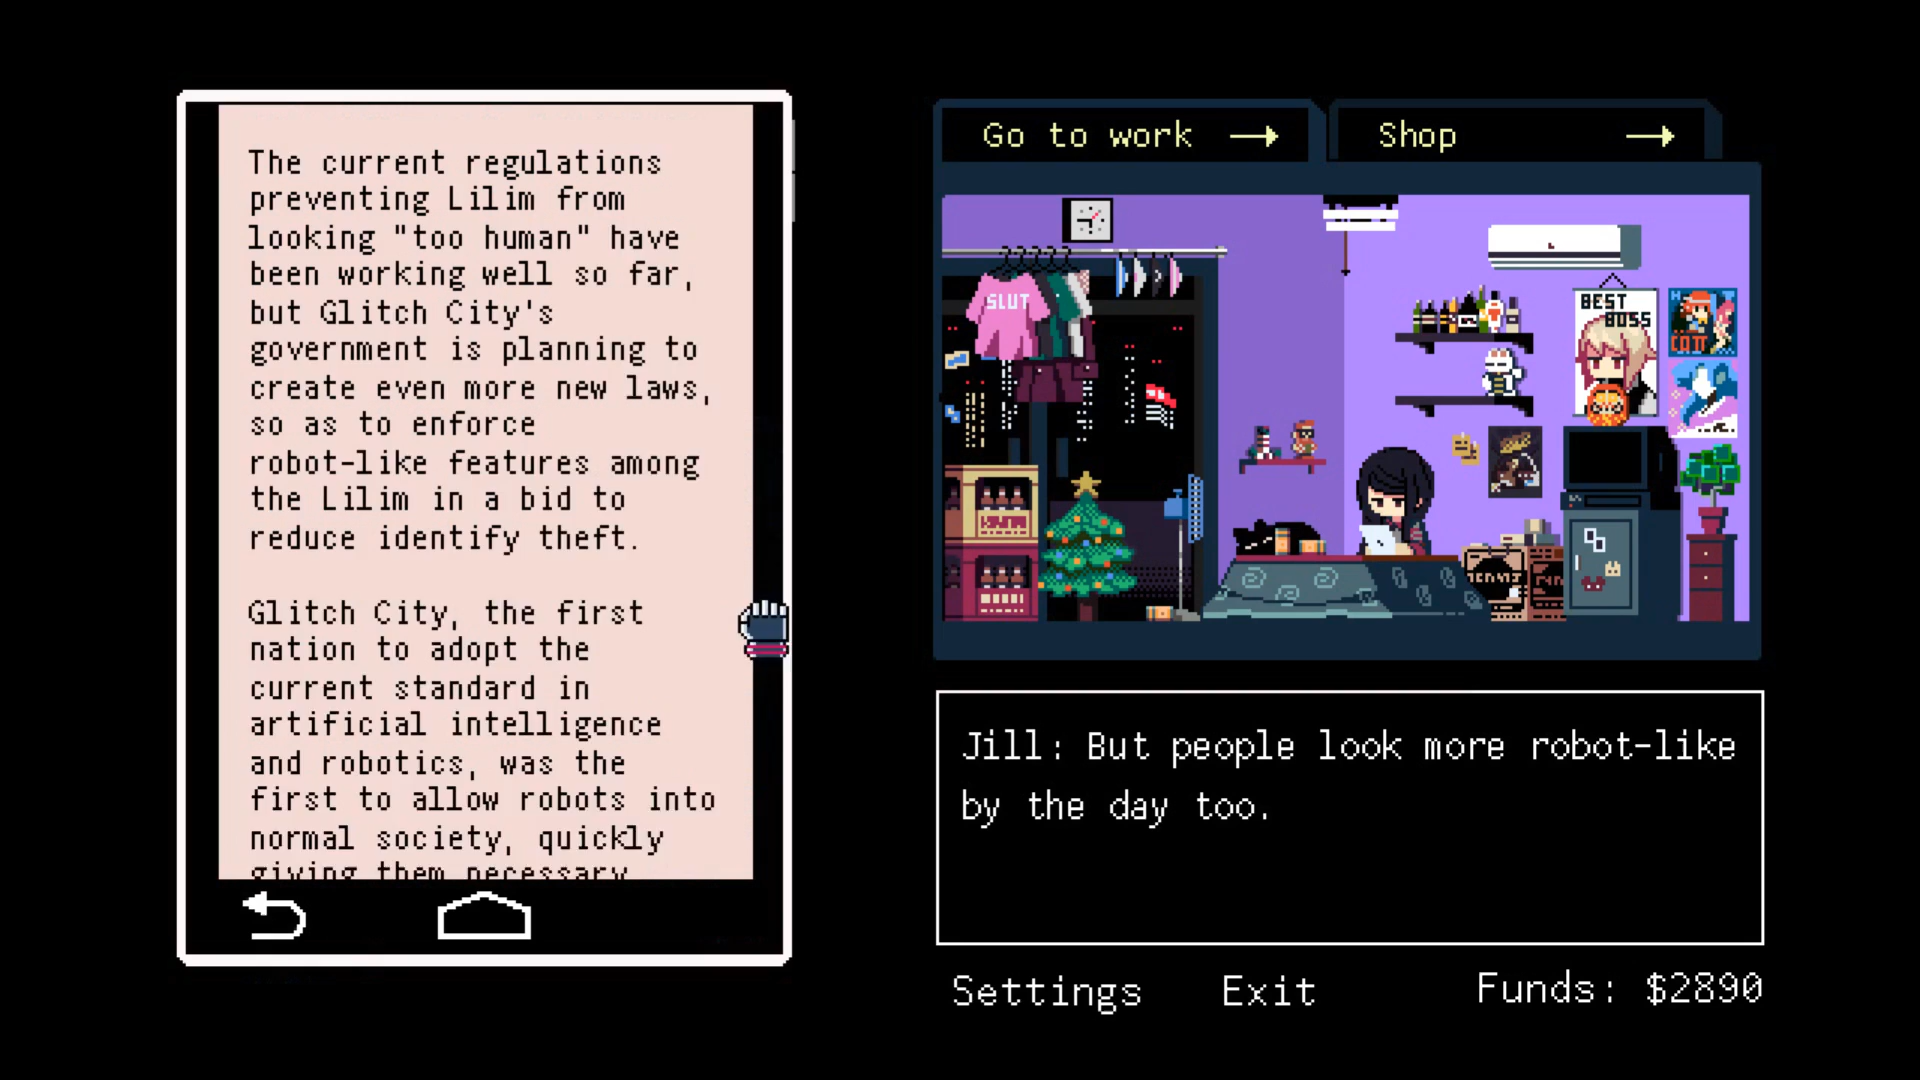 The current regulations
preventing Lilim from
looking "too human" have
been working well so far,
but Glitch City's
government is planning to
create even more new laws,
so as to enforce
robot-like features among
the Lilim in a bid to
reduce identify theft.
Glitch City, the first
nation to adopt the
current standard in
artificial intelligence
and robotics, was the
first to allow robots into
normal society, quickly
giving them necessary
Go to work →
Shop →
SLUT
BEST
BOSS
Jill: But people look more robot-like
by the day too.
Settings
Exit
Funds: $2890